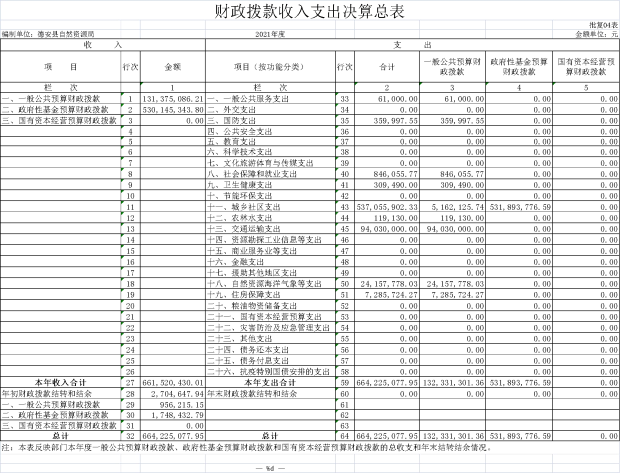 财政拨款收入支出决算总表
批复04表
编制单位：德安县自然资源局 2021年度 金额单位：元
收 入 支 出
项 目 行次 金额 项目（按功能分类） 行次 合计 一般公共预算财政拨款 政府性基金预算财政拨款 国有资本经营预算财政拨款
栏 次 1 栏 次 2 3 4 5
一、一般公共预算财政拨款 1 131,375,086.21 一、一般公共服务支出 33 61,000.00 61,000.00 0.00 0.00
二、政府性基金预算财政拨款 2 530,145,343.80 二、外交支出 34 0.00 0.00 0.00 0.00
三、国有资本经营预算财政拨款 3 0.00 三、国防支出 35 359,997.55 359,997.55 0.00 0.00
4 四、公共安全支出 36 0.00 0.00 0.00 0.00
5 五、教育支出 37 0.00 0.00 0.00 0.00
6 六、科学技术支出 38 0.00 0.00 0.00 0.00
7 七、文化旅游体育与传媒支出 39 0.00 0.00 0.00 0.00
8 八、社会保障和就业支出 40 846,055.77 846,055.77 0.00 0.00
9 九、卫生健康支出 41 309,490.00 309,490.00 0.00 0.00
10 十、节能环保支出 42 0.00 0.00 0.00 0.00
11 十一、城乡社区支出 43 537,055,902.33 5,162,125.74 531,893,776.59 0.00
12 十二、农林水支出 44 119,130.00 119,130.00 0.00 0.00
13 十三、交通运输支出 45 94,030,000.00 94,030,000.00 0.00 0.00
14 十四、资源勘探工业信息等支出 46 0.00 0.00 0.00 0.00
15 十五、商业服务业等支出 47 0.00 0.00 0.00 0.00
16 十六、金融支出 48 0.00 0.00 0.00 0.00
17 十七、援助其他地区支出 49 0.00 0.00 0.00 0.00
18 十八、自然资源海洋气象等支出 50 24,157,778.03 24,157,778.03 0.00 0.00
19 十九、住房保障支出 51 7,285,724.27 7,285,724.27 0.00 0.00
20 二十、粮油物资储备支出 52 0.00 0.00 0.00 0.00
21 二十一、国有资本经营预算支出 53 0.00 0.00 0.00 0.00
22 二十二、灾害防治及应急管理支出 54 0.00 0.00 0.00 0.00
23 二十三、其他支出 55 0.00 0.00 0.00 0.00
24 二十四、债务还本支出 56 0.00 0.00 0.00 0.00
25 二十五、债务付息支出 57 0.00 0.00 0.00 0.00
26 二十六、抗疫特别国债安排的支出 58 0.00 0.00 0.00 0.00
本年收入合计 27 661,520,430.01 本年支出合计 59 664,225,077.95 132,331,301.36 531,893,776.59 0.00
年初财政拨款结转和结余 28 2,704,647.94 年末财政拨款结转和结余 60 0.00 0.00 0.00 0.00
一、一般公共预算财政拨款 29 956,215.15 61
二、政府性基金预算财政拨款 30 1,748,432.79 62
三、国有资本经营预算财政拨款 31 0.00 63
总计 32 664,225,077.95 总计 64 664,225,077.95 132,331,301.36 531,893,776.59 0.00
注：本表反映部门本年度一般公共预算财政拨款、政府性基金预算财政拨款和国有资本经营预算财政拨款的总收支和年末结转结余情况。
— %d —